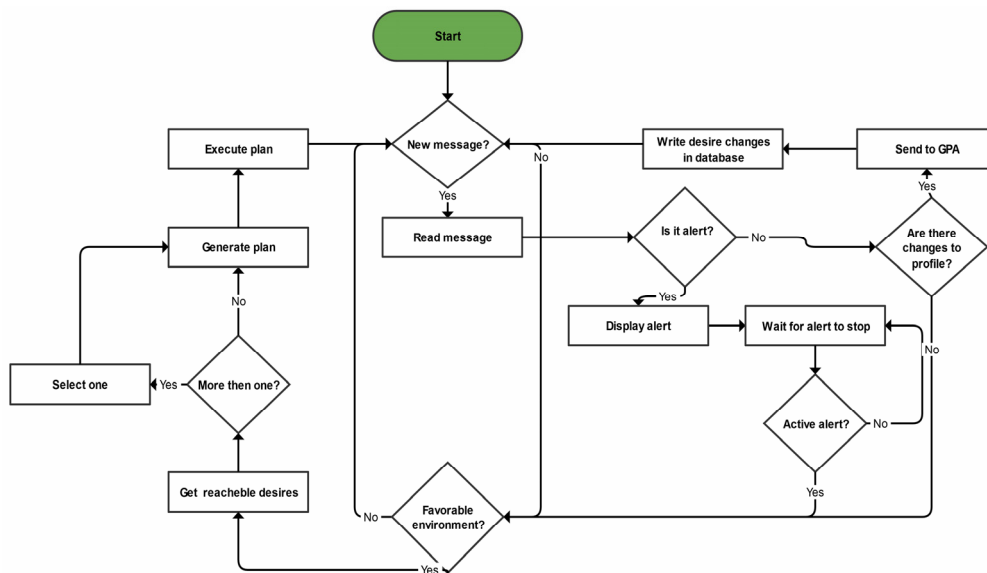 Start
New message?
Execute plan
Write desire changes
in database
Send to GPA
No
Yes
Yes
Read message
Is it alert?
No
Are there
changes to
profile?
Generate plan
Yes
No
Display alert
Wait for alert to stop
No
Select one
Yes
More then one?
Active alert?
No
Yes
Get reacheble desires
No
Favorable
environment?
Yes